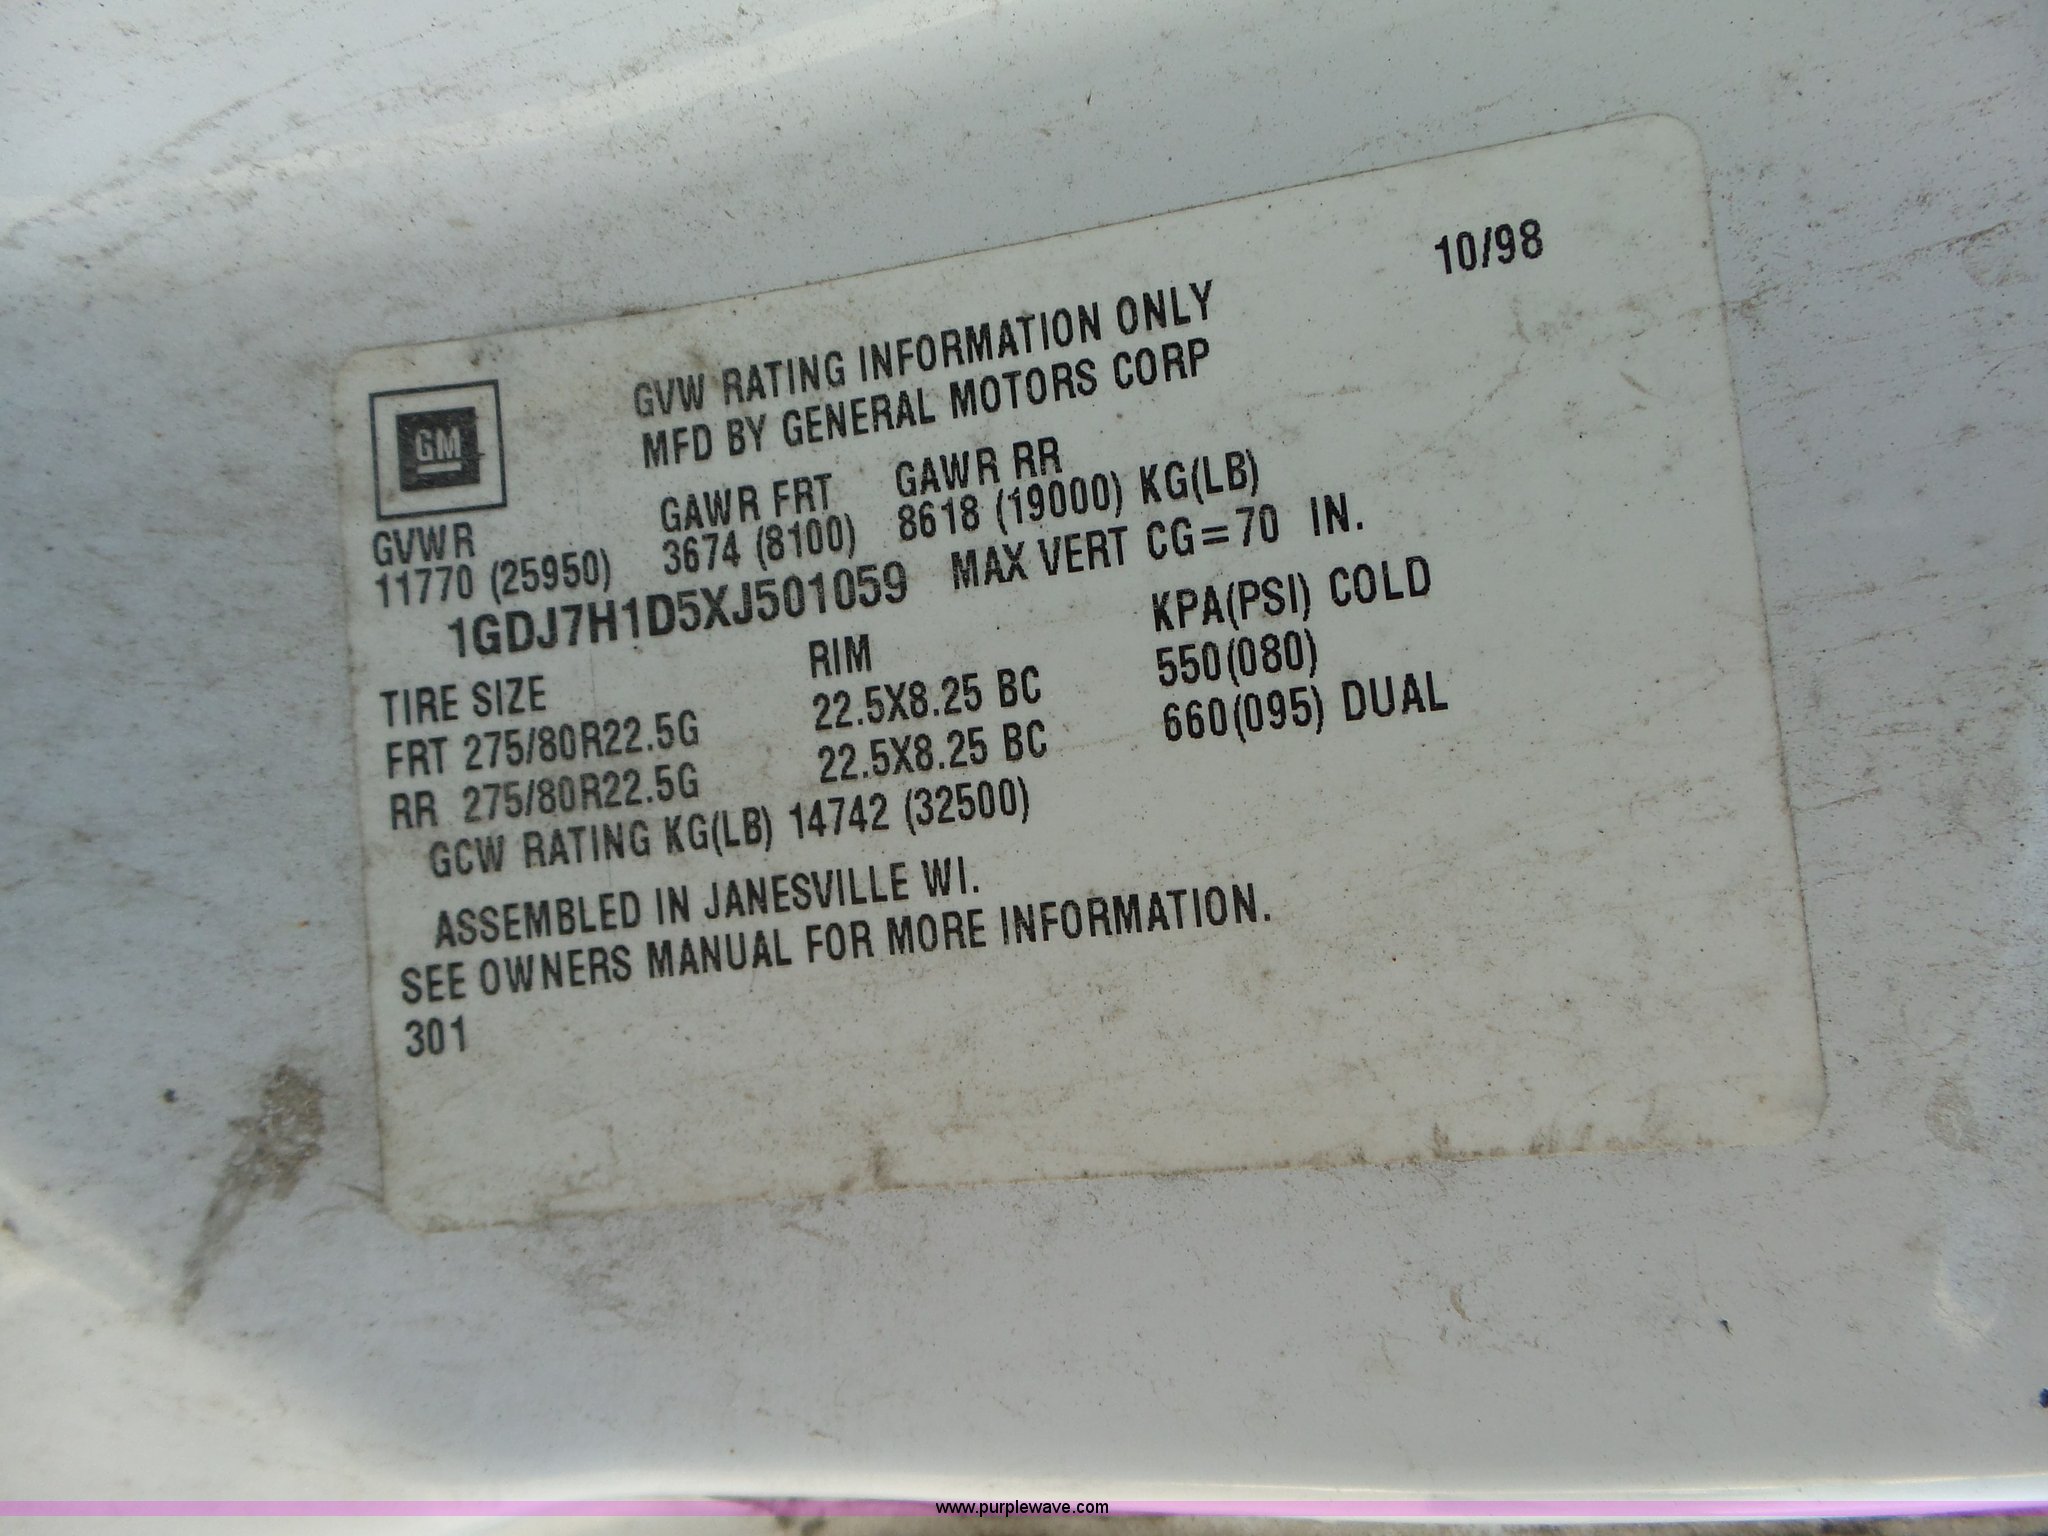 10/98
GVW RATING INFORMATION ONLY
MFD BY GENERAL MOTORS CORP
GM
GVWR GAWR FRT GAWR RR
11770 (25950) 3674 (8100) 8618 (19000) KG(LB)
1GDJ7H1D5XJ501059 MAX VERT CG=70 IN.
TIRE SIZE RIM KPA(PSI) COLD
FRT 275/80R22.5G 22.5X8.25 BC 550(080)
RR 275/80R22.5G 22.5X8.25 BC 660(095) DUAL
GCW RATING KG(LB) 14742 (32500)
ASSEMBLED IN JANESVILLE WI.
SEE OWNERS MANUAL FOR MORE INFORMATION.
301
www.purplewave.com